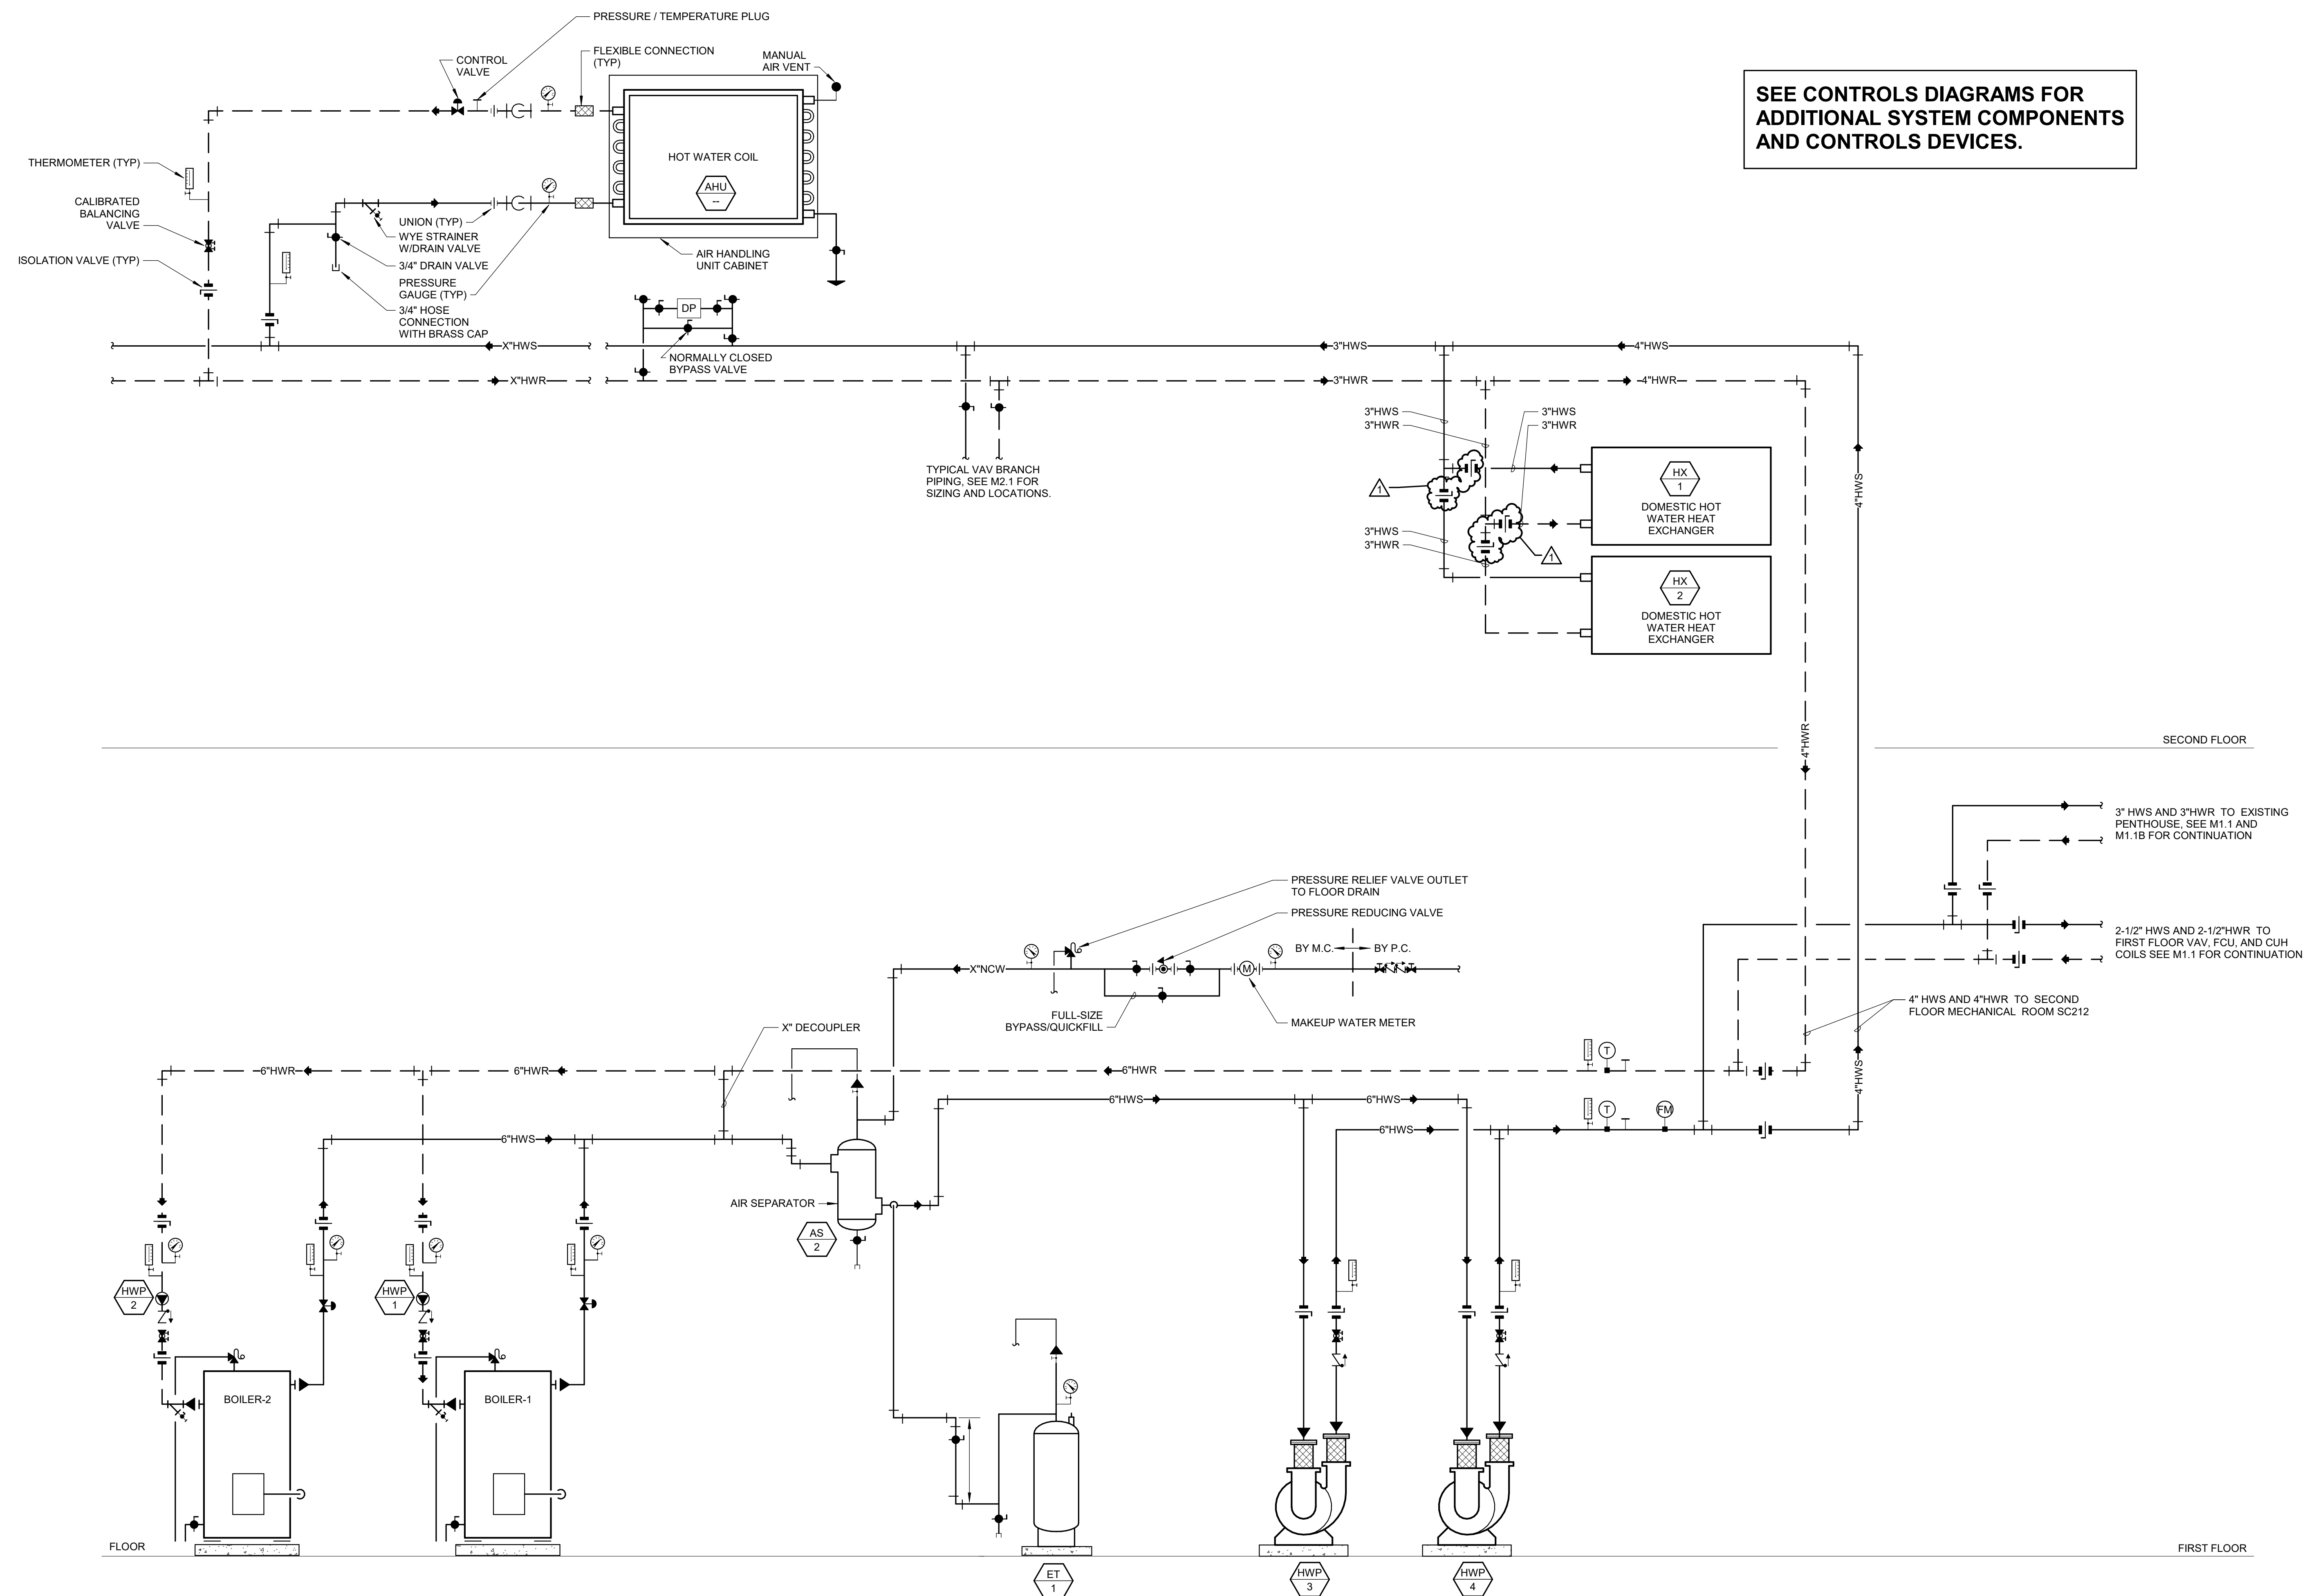 PRESSURE / TEMPERATURE PLUG
FLEXIBLE CONNECTION
(TYP)
CONTROL
VALVE
MANUAL
AIR VENT
SEE CONTROLS DIAGRAMS FOR
ADDITIONAL SYSTEM COMPONENTS
AND CONTROLS DEVICES.
THERMOMETER (TYP)
HOT WATER COIL
AHU
--
CALIBRATED
BALANCING
VALVE
ISOLATION VALVE (TYP)
UNION (TYP)
WYE STRAINER
W/DRAIN VALVE
3/4" DRAIN VALVE
PRESSURE
GAUGE (TYP)
3/4" HOSE
CONNECTION
WITH BRASS CAP
AIR HANDLING
UNIT CABINET
DP
NORMALLY CLOSED
BYPASS VALVE
X"HWS
3"HWS
4"HWS
X"HWR
3"HWR
4"HWR
3"HWS
3"HWR
3"HWS
3"HWR
TYPICAL VAV BRANCH
PIPING, SEE M2.1 FOR
SIZING AND LOCATIONS.
1
HX
1
DOMESTIC HOT
WATER HEAT
EXCHANGER
4"HWS
3"HWS
3"HWR
1
HX
2
DOMESTIC HOT
WATER HEAT
EXCHANGER
4"HWR
SECOND FLOOR
3" HWS AND 3"HWR TO EXISTING
PENTHOUSE, SEE M1.1 AND
M1.1B FOR CONTINUATION
PRESSURE RELIEF VALVE OUTLET
TO FLOOR DRAIN
PRESSURE REDUCING VALVE
BY M.C.
BY P.C.
2-1/2" HWS AND 2-1/2"HWR TO
FIRST FLOOR VAV, FCU, AND CUH
COILS SEE M1.1 FOR CONTINUATION
X"NCW
M
FULL-SIZE
BYPASS/QUICKFILL
MAKEUP WATER METER
4" HWS AND 4"HWR TO SECOND
FLOOR MECHANICAL ROOM SC212
X" DECOUPLER
6"HWR
6"HWR
6"HWR
T
4"HWS
6"HWS
6"HWS
T
FM
6"HWS
6"HWS
AIR SEPARATOR
AS
2
HWP
2
HWP
1
BOILER-2
BOILER-1
FLOOR
FIRST FLOOR
ET
1
HWP
3
HWP
4